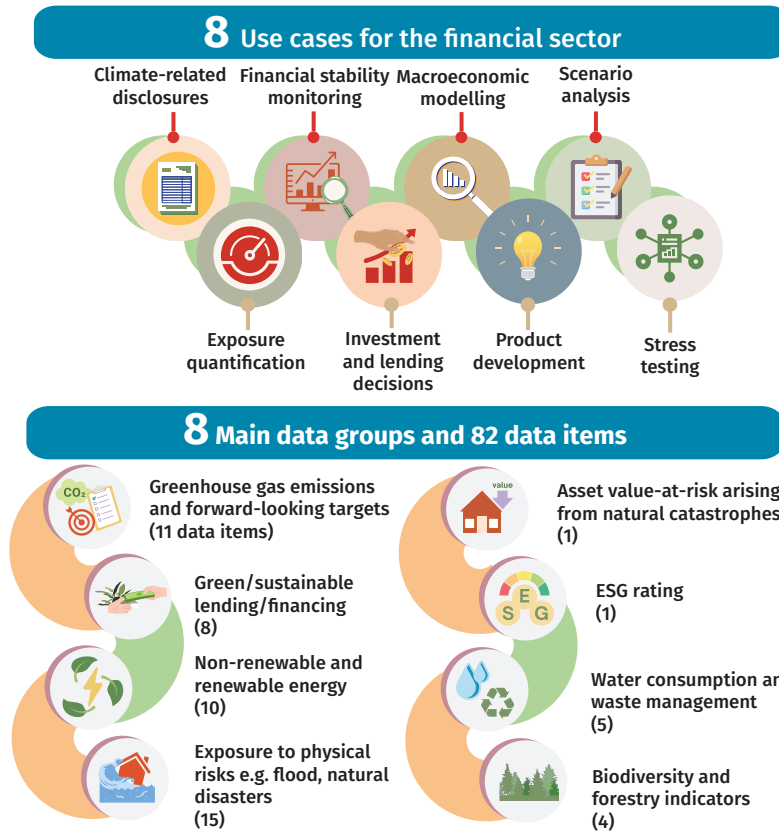 8 Use cases for the financial sector
Climate-related
disclosures
Financial stability
monitoring
Macroeconomic
modelling
Scenario
analysis
Exposure
quantification
Investment
and lending
decisions
Product
development
Stress
testing
8 Main data groups and 82 data items
CO₂
Greenhouse gas emissions
and forward-looking targets
(11 data items)
Green/sustainable
lending/financing
(8)
Non-renewable and
renewable energy
(10)
Exposure to physical
risks e.g. flood, natural
disasters
(15)
value
Asset value-at-risk arising
from natural catastrophes
(1)
E
S G
ESG rating
(1)
Water consumption an
waste management
(5)
Biodiversity and
forestry indicators
(4)